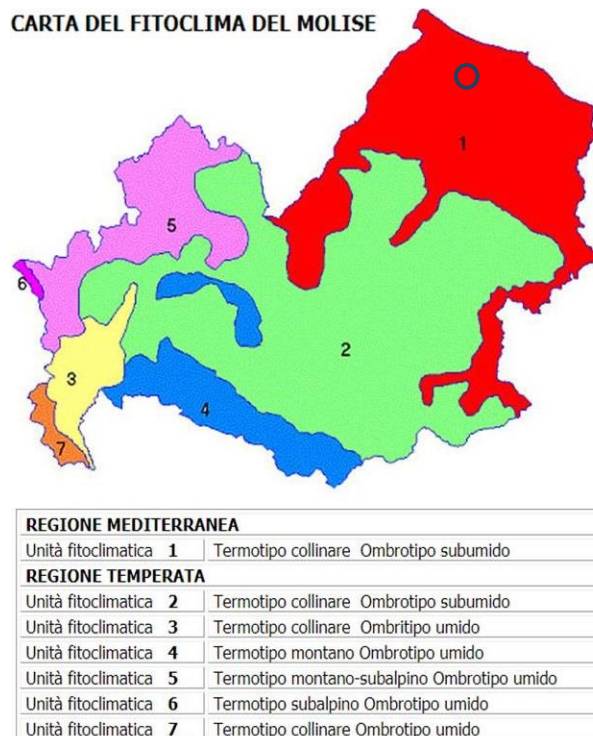 CARTA DEL FITOCLIMA DEL MOLISE
1
5
6
2
3
4
7
REGIONE MEDITERRANEA
Unità fitoclimatica 1 Termotipo collinare Ombrotipo subumido
REGIONE TEMPERATA
Unità fitoclimatica 2 Termotipo collinare Ombrotipo subumido
Unità fitoclimatica 3 Termotipo collinare Ombritipo umido
Unità fitoclimatica 4 Termotipo montano Ombrotipo umido
Unità fitoclimatica 5 Termotipo montano-subalpino Ombrotipo umido
Unità fitoclimatica 6 Termotipo subalpino Ombrotipo umido
Unità fitoclimatica 7 Termotipo collinare Ombrotipo umido